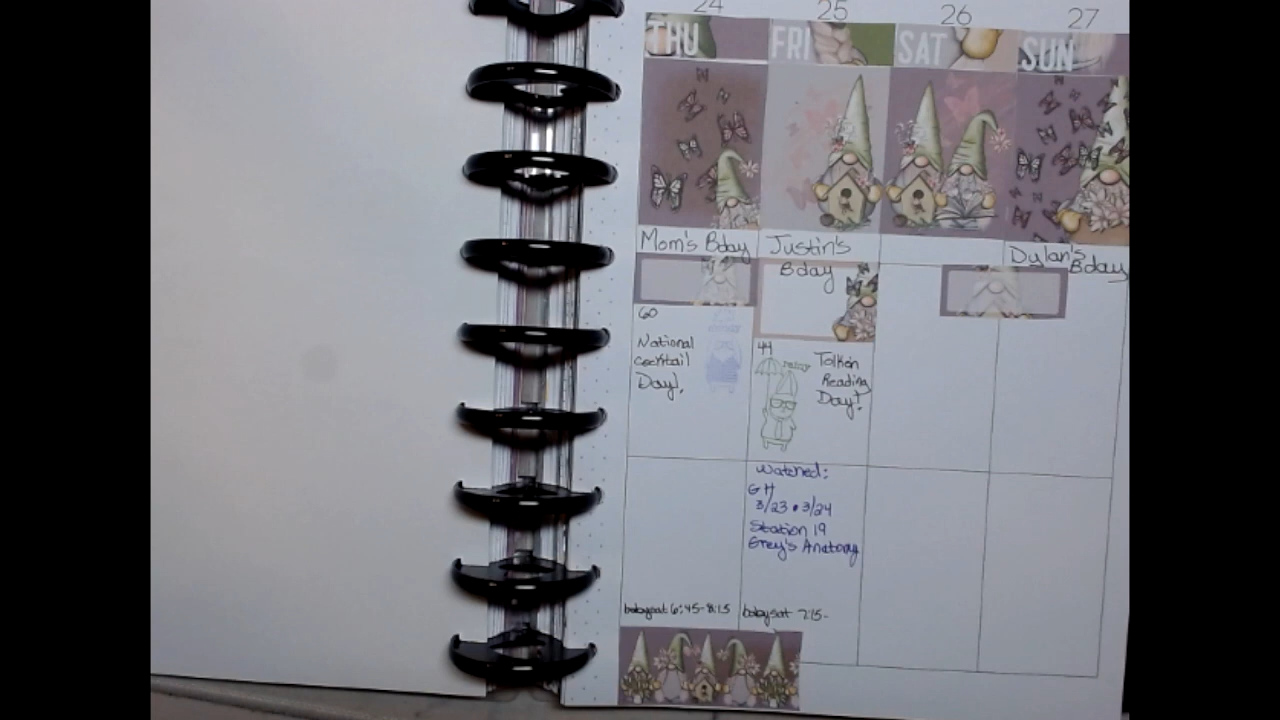 24 25 26 27
THU FRI SAT SUN
Mom's Bday
Justin's
Bday
Dylan's
Bday
60
National
Cocktail
Day!
44
rainy
Tolkien
Reading
Day!
Watched:
GH
3/23 • 3/24
Station 19
Grey's Anatomy
babysat 6:45-8:15
babysat 7:15-